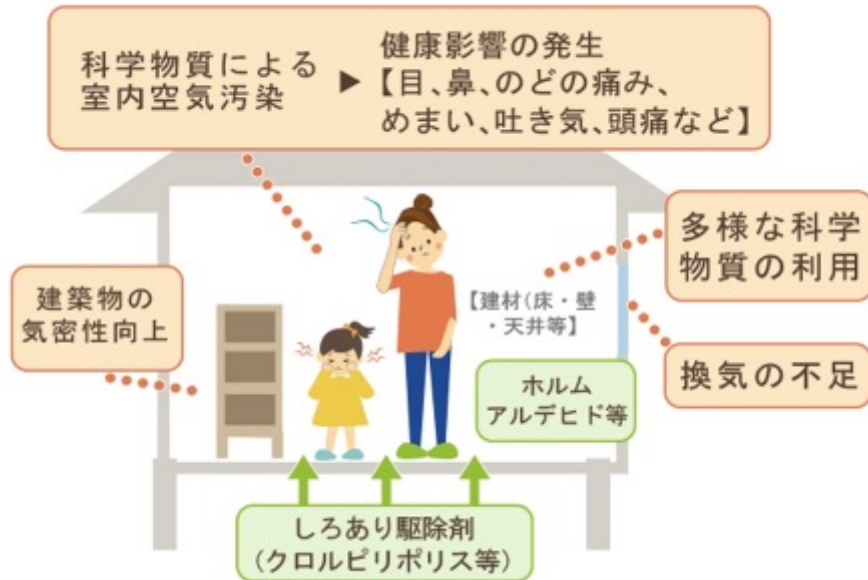 科学物質による
室内空気汚染
▶
健康影響の発生
【目、鼻、のどの痛み、
めまい、吐き気、頭痛など】
多様な科学
物質の利用
建築物の
気密性向上
【建材(床・壁
・天井等】
換気の不足
ホルム
アルデヒド等
しろあり駆除剤
(クロルピリポリス等)